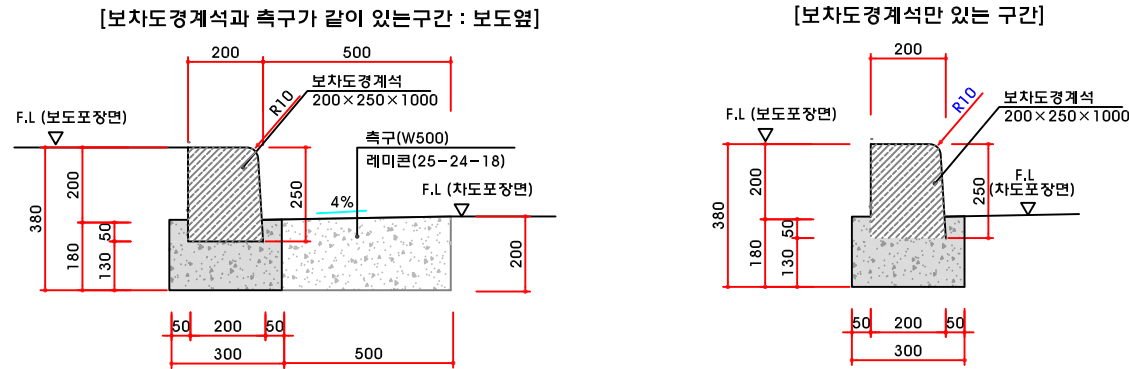 [보차도경계석과 측구가 같이 있는구간 : 보도옆]
200
500
R10
보차도경계석
200×250×1000
F.L (보도포장면)
측구(W500)
레미콘(25-24-18)
F.L (차도포장면)
4%
380
200
180
50
130
250
200
50
200
50
300
500
[보차도경계석만 있는 구간]
200
R10
보차도경계석
200×250×1000
F.L (보도포장면)
F.L
(차도포장면)
380
200
180
50
130
250
50
200
50
300